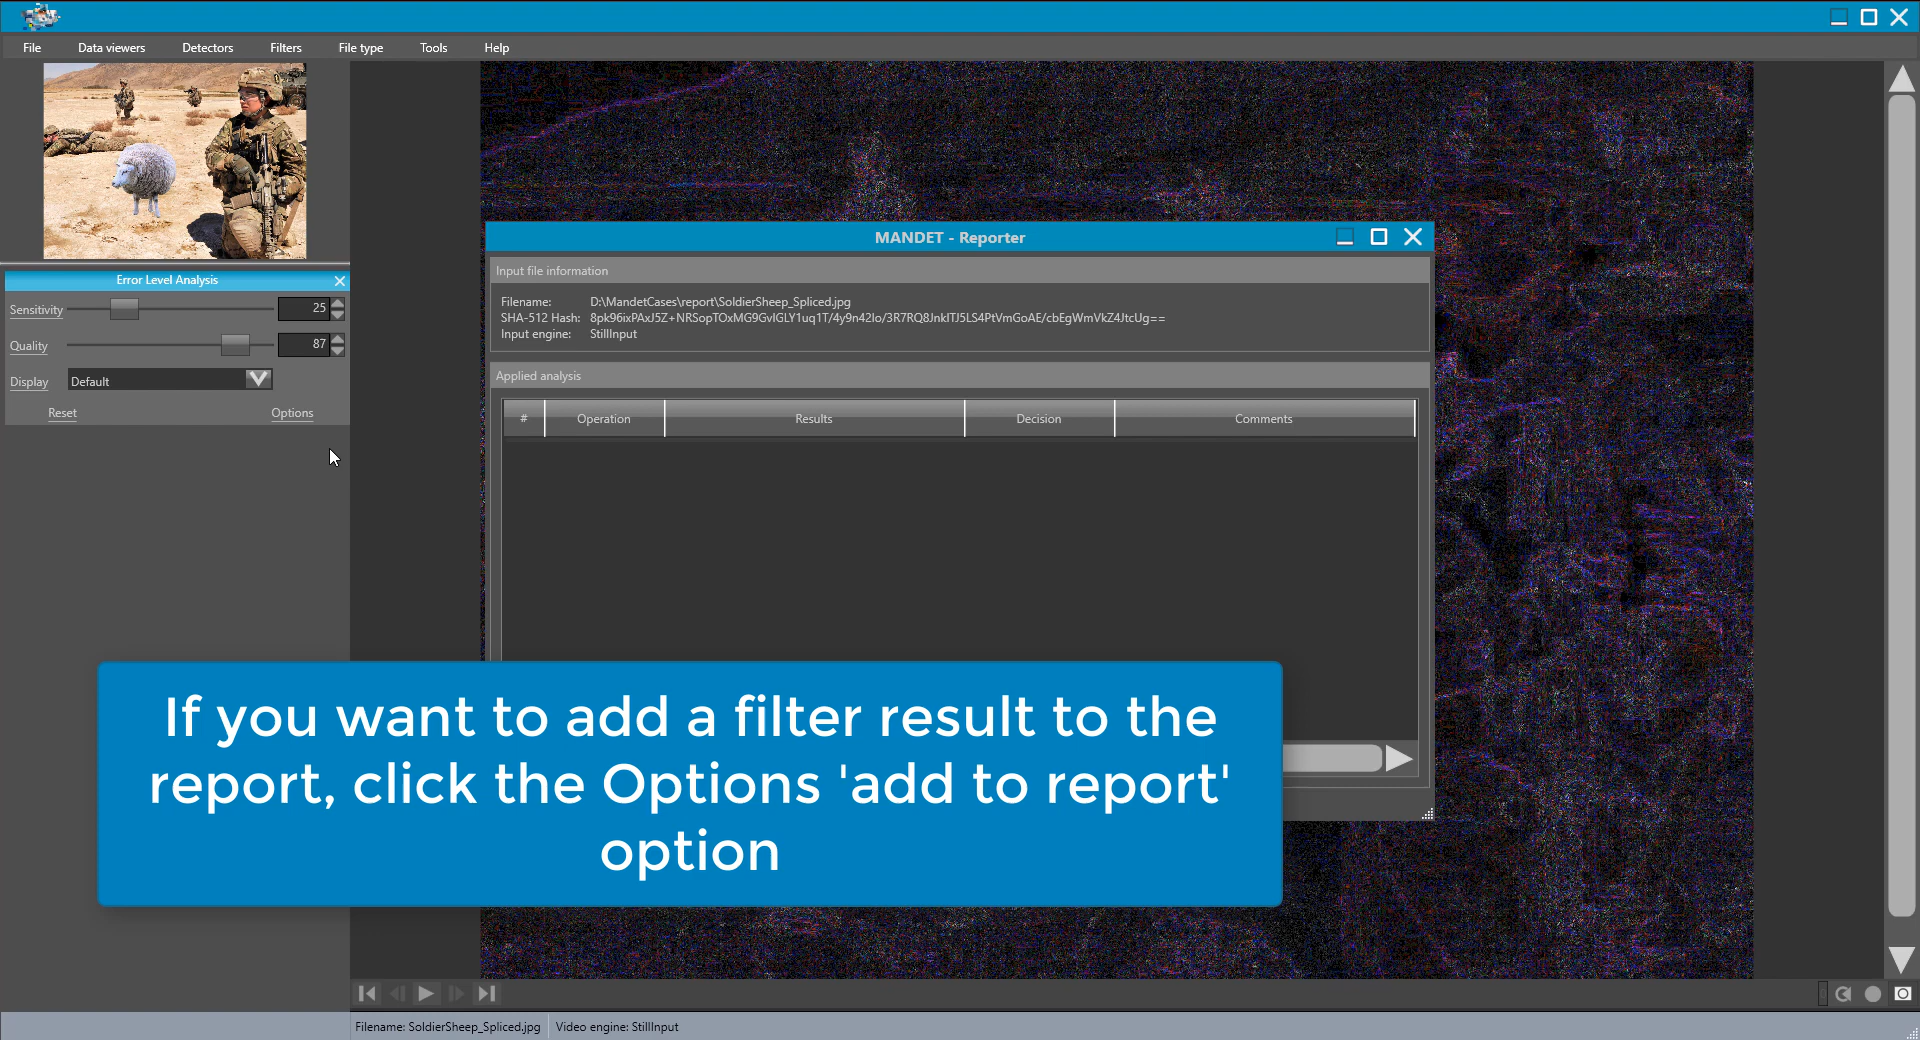 File Data viewers Detectors Filters File type Tools Help
Error Level Analysis
Sensitivity 25
Quality 87
Display Default
Reset Options
MANDET - Reporter
Input file information
Filename: D:\MandetCases\report\SoldierSheep_Spliced.jpg
SHA-512 Hash: 8pk96ixPAxJ5Z+NRSopTOxMG9GvIGLY1uq1T/4y9n42Io/3R7RQ8JnkITJ5LS4PtVmGoAE/cbEgWmVkZ4JtcUg==
Input engine: StillInput
Applied analysis
# Operation Results Decision Comments
If you want to add a filter result to the
report, click the Options 'add to report'
option
Filename: SoldierSheep_Spliced.jpg Video engine: StillInput